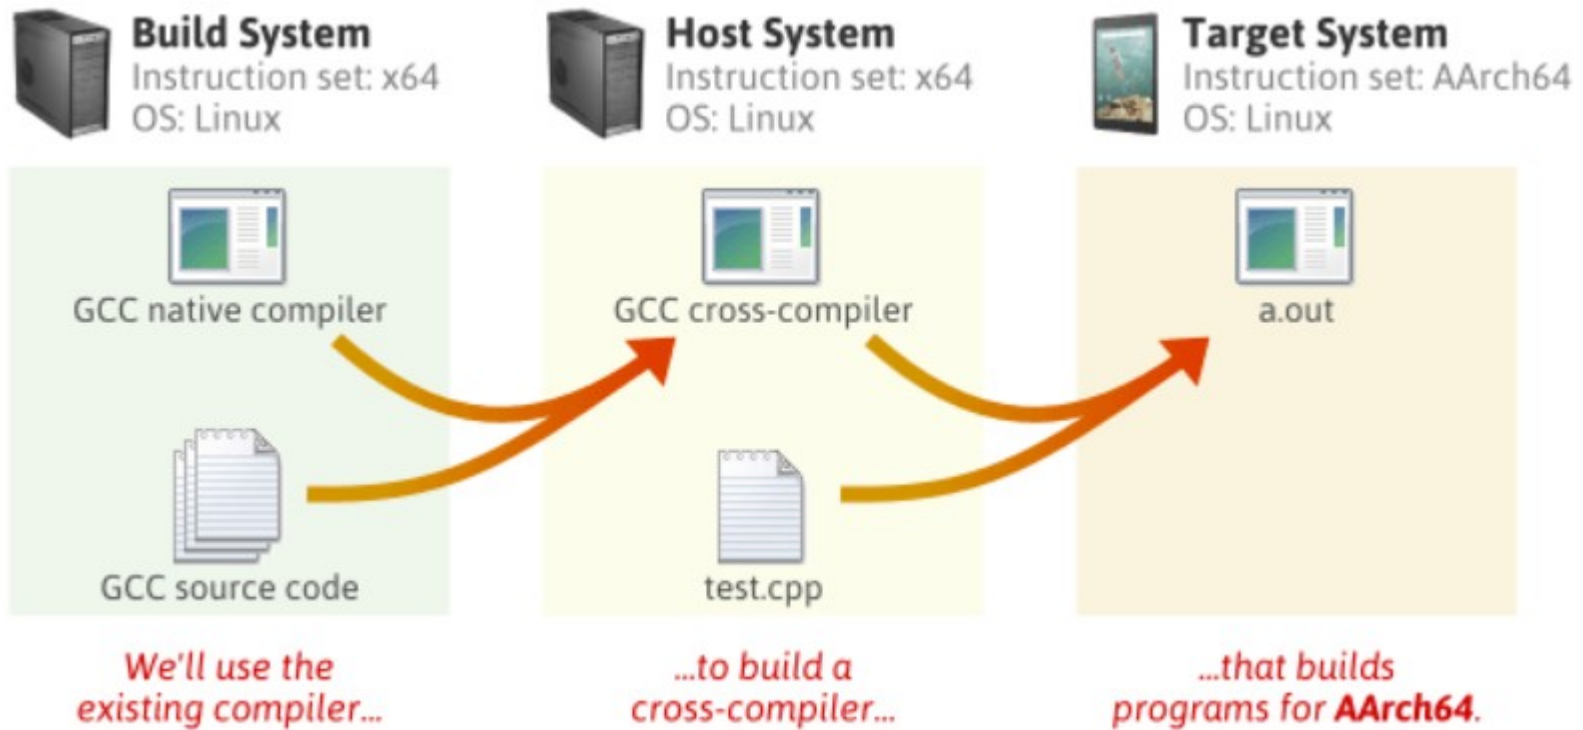 Build System
Instruction set: x64
OS: Linux
Host System
Instruction set: x64
OS: Linux
Target System
Instruction set: AArch64
OS: Linux
GCC native compiler
GCC cross-compiler
a.out
GCC source code
test.cpp
We'll use the
existing compiler...
...to build a
cross-compiler...
...that builds
programs for AArch64.